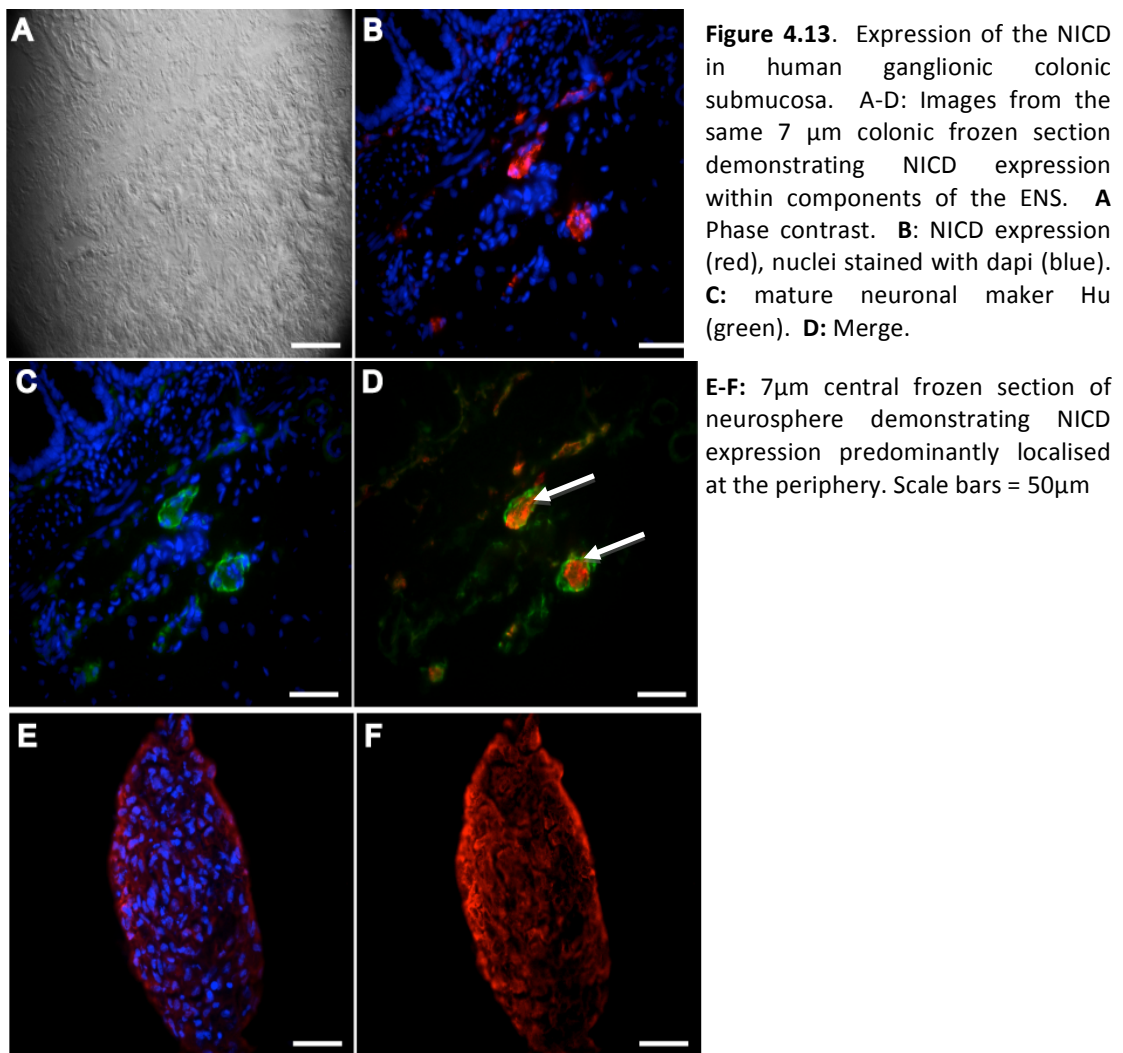 A
B
Figure 4.13. Expression of the NICD
in human ganglionic colonic
submucosa. A-D: Images from the
same 7 μm colonic frozen section
demonstrating NICD expression
within components of the ENS. A
Phase contrast. B: NICD expression
(red), nuclei stained with dapi (blue).
C: mature neuronal maker Hu
(green). D: Merge.
C
D
E-F: 7μm central frozen section of
neurosphere demonstrating NICD
expression predominantly localised
at the periphery. Scale bars = 50μm
E
F